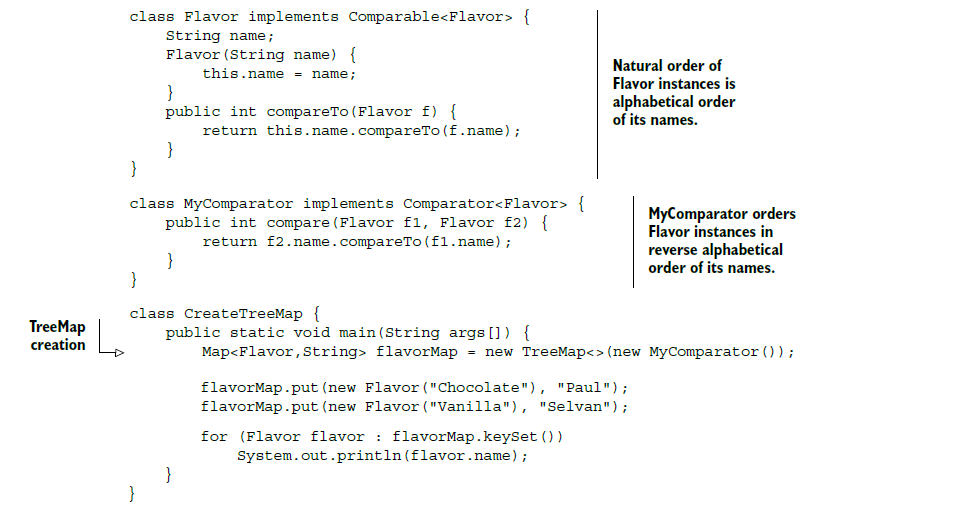 class Flavor implements Comparable<Flavor> {
    String name;
    Flavor(String name) {
        this.name = name;
    }
    public int compareTo(Flavor f) {
        return this.name.compareTo(f.name);
    }
}
Natural order of
Flavor instances is
alphabetical order
of its names.
class MyComparator implements Comparator<Flavor> {
    public int compare(Flavor f1, Flavor f2) {
        return f2.name.compareTo(f1.name);
    }
}
MyComparator orders
Flavor instances in
reverse alphabetical
order of its names.
TreeMap
creation
class CreateTreeMap {
    public static void main(String args[]) {
        Map<Flavor,String> flavorMap = new TreeMap<>(new MyComparator());
        flavorMap.put(new Flavor("Chocolate"), "Paul");
        flavorMap.put(new Flavor("Vanilla"), "Selvan");
        for (Flavor flavor : flavorMap.keySet())
            System.out.println(flavor.name);
    }
}